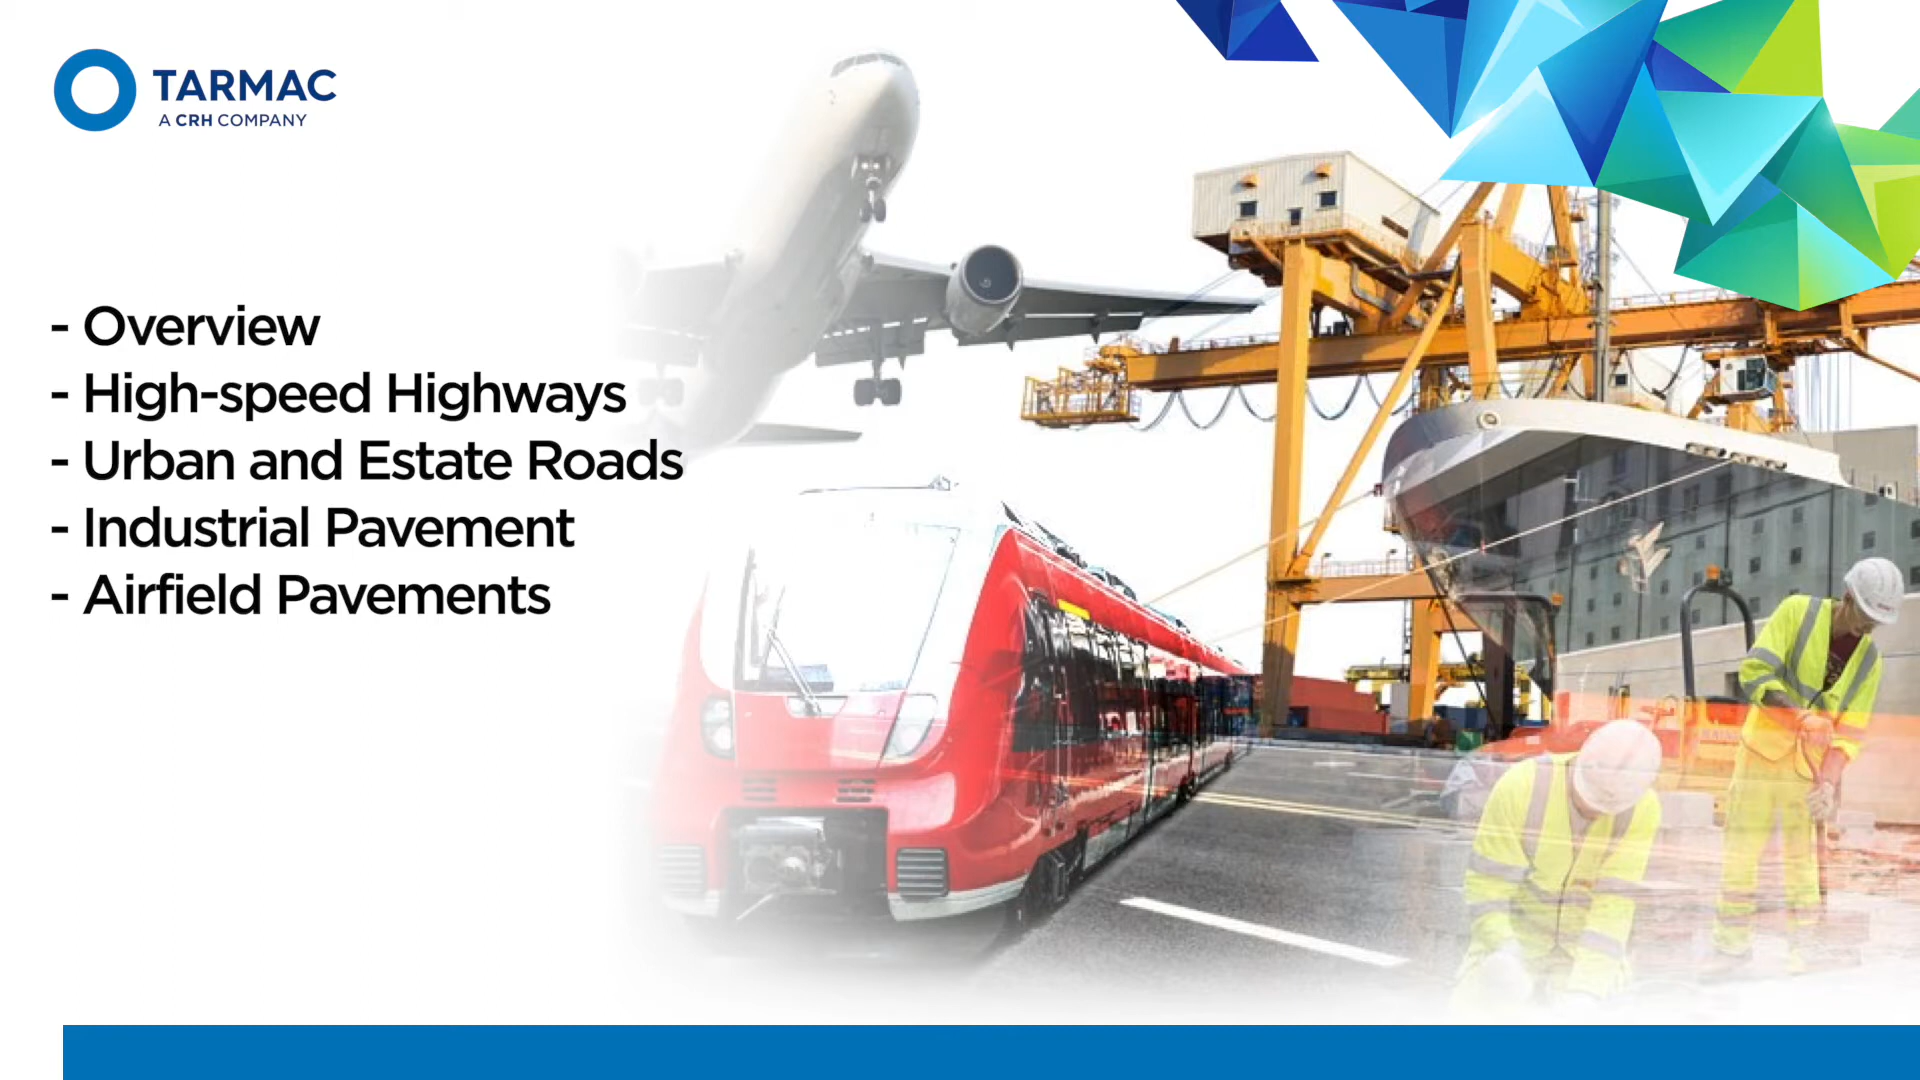 TARMAC
A CRH COMPANY
- Overview
- High-speed Highways
- Urban and Estate Roads
- Industrial Pavement
- Airfield Pavements